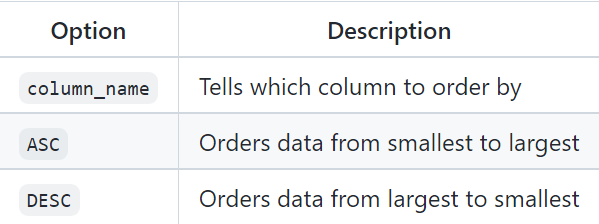 Option Description
column_name Tells which column to order by
ASC Orders data from smallest to largest
DESC Orders data from largest to smallest